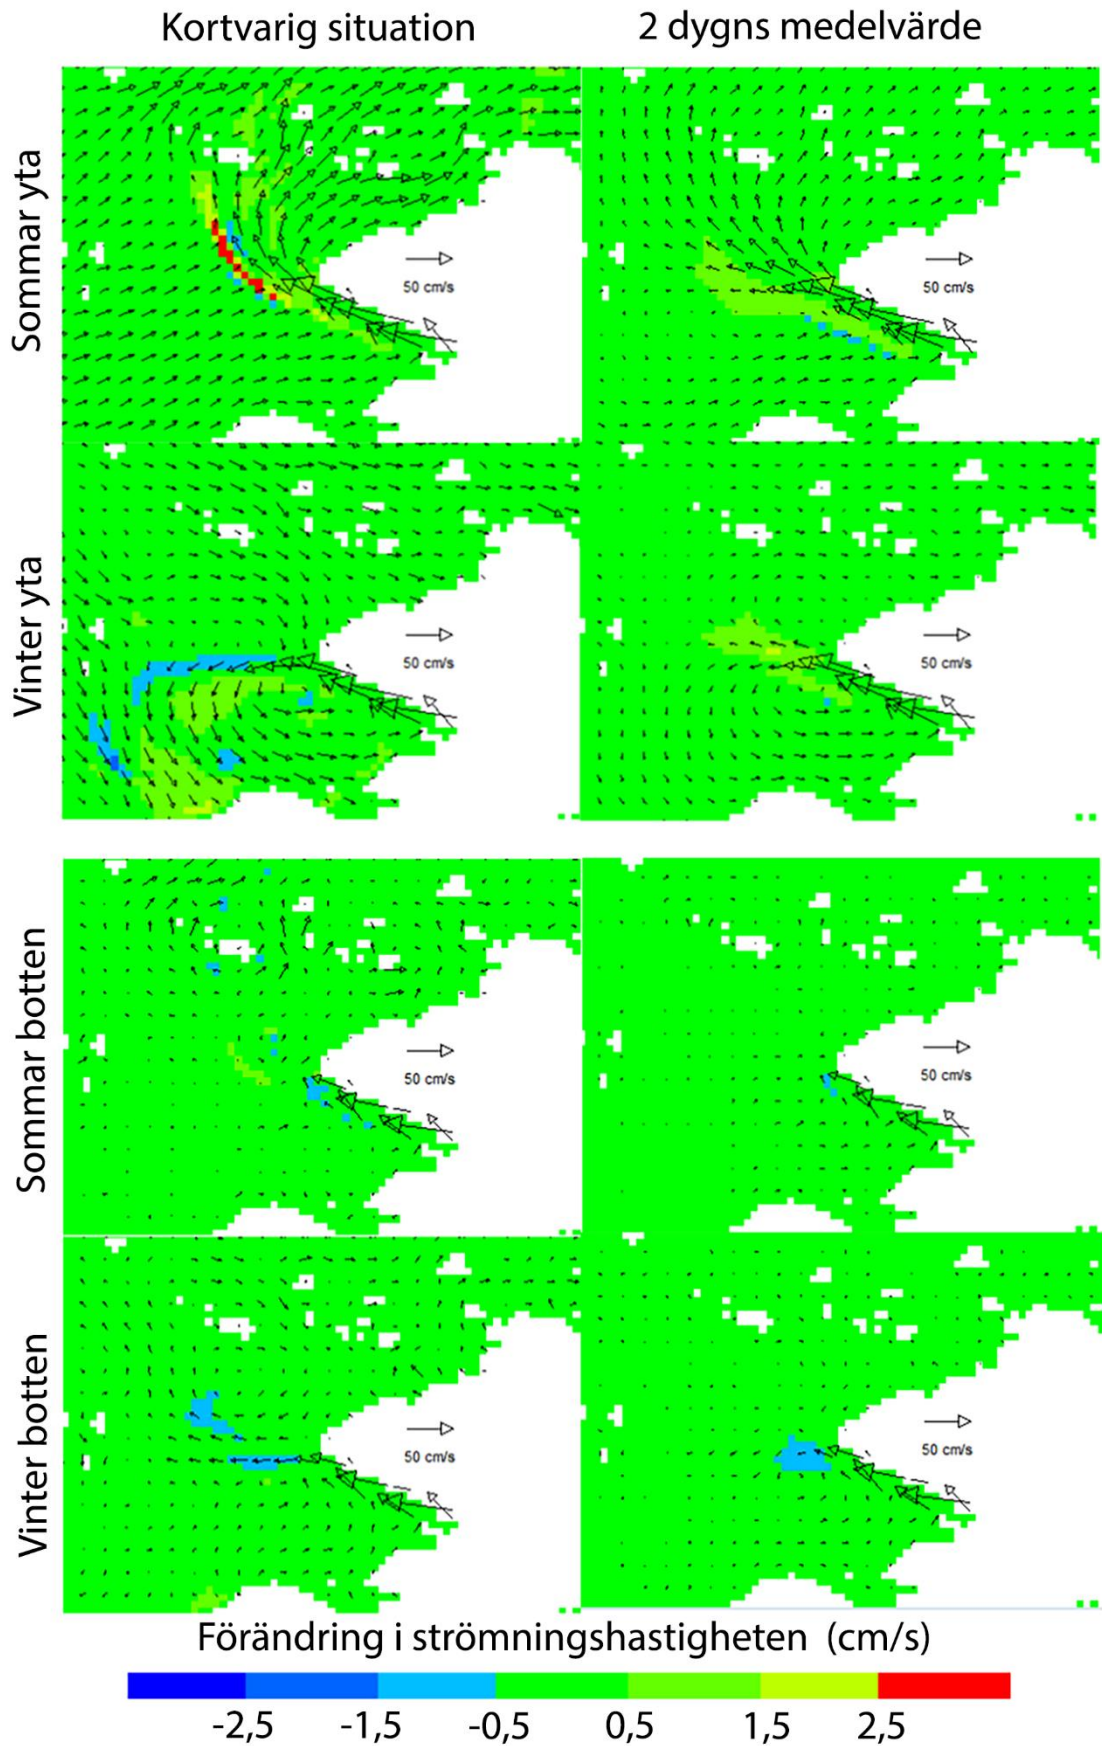 Kortvarig situation
2 dygns medelvärde
Sommar yta
50 cm/s
50 cm/s
Vinter yta
50 cm/s
50 cm/s
Sommar botten
50 cm/s
50 cm/s
Vinter botten
50 cm/s
50 cm/s
Förändring i strömningshastigheten (cm/s)
-2,5 -1,5 -0,5 0,5 1,5 2,5